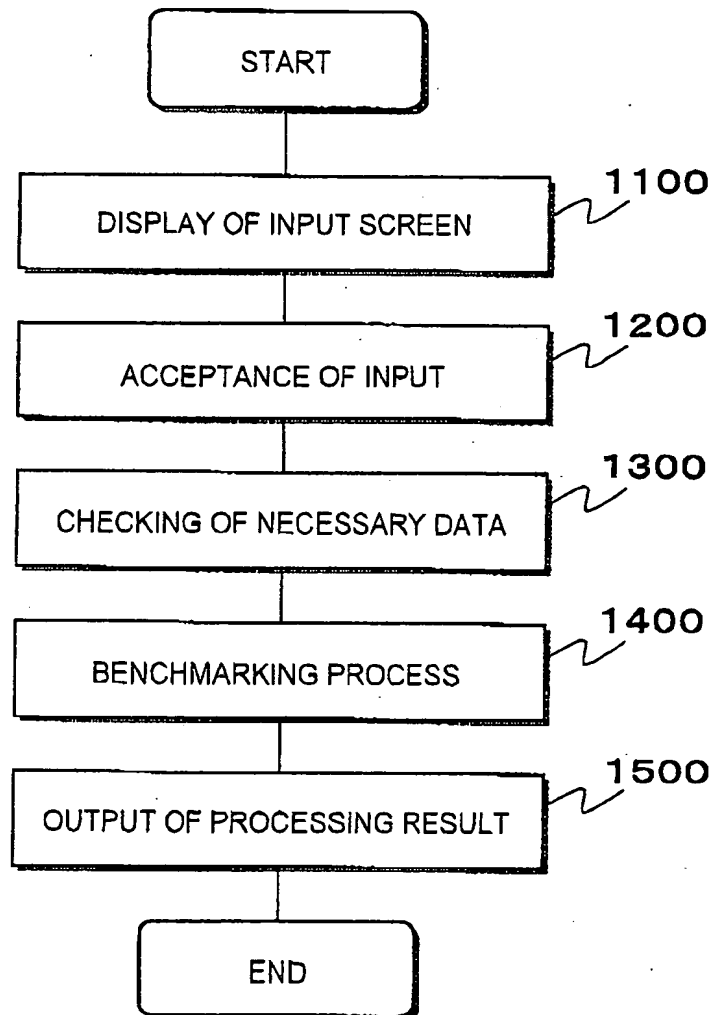 START
1100
DISPLAY OF INPUT SCREEN
1200
ACCEPTANCE OF INPUT
1300
CHECKING OF NECESSARY DATA
1400
BENCHMARKING PROCESS
1500
OUTPUT OF PROCESSING RESULT
END